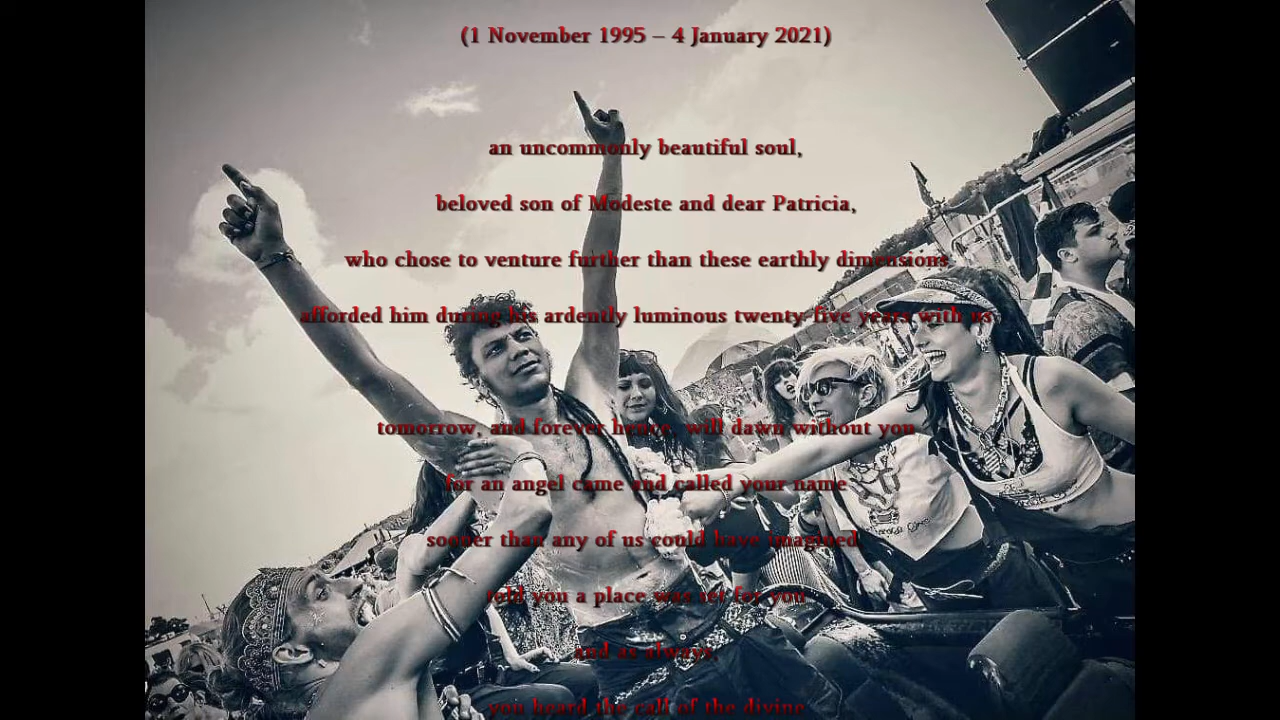 (1 November 1995 – 4 January 2021)
an uncommonly beautiful soul,
beloved son of Modeste and dear Patricia,
who chose to venture further than these earthly dimensions
afforded him during his ardently luminous twenty-five years with us.
tomorrow, and forever hence, will dawn without you
for an angel came and called your name
sooner than any of us could have imagined
told you a place was set for you
and as always,
you heard the call of the divine